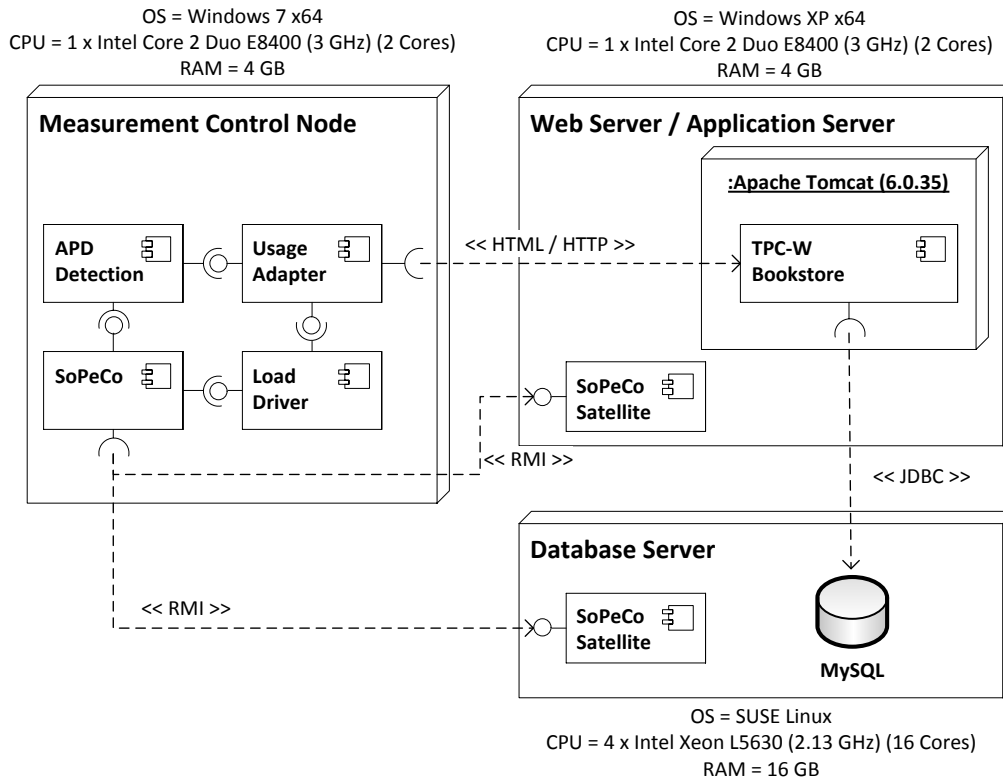 OS = Windows 7 x64
CPU = 1 x Intel Core 2 Duo E8400 (3 GHz) (2 Cores)
RAM = 4 GB
OS = Windows XP x64
CPU = 1 x Intel Core 2 Duo E8400 (3 GHz) (2 Cores)
RAM = 4 GB
Measurement Control Node
APD
Detection
Usage
Adapter
SoPeCo
Load
Driver
<< HTML / HTTP >>
Web Server / Application Server
:Apache Tomcat (6.0.35)
TPC-W
Bookstore
SoPeCo
Satellite
<< RMI >>
<< JDBC >>
<< RMI >>
Database Server
SoPeCo
Satellite
MySQL
OS = SUSE Linux
CPU = 4 x Intel Xeon L5630 (2.13 GHz) (16 Cores)
RAM = 16 GB